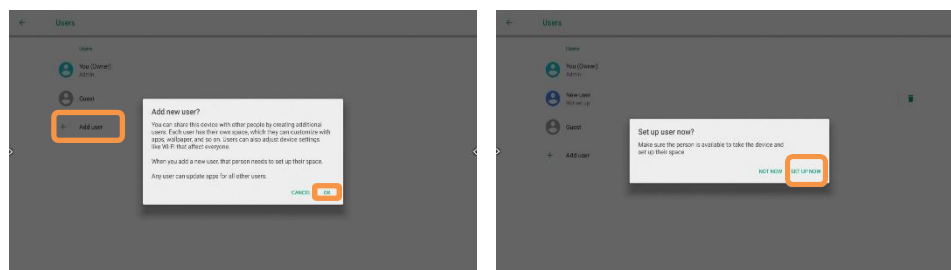 Users
Users
You (Owner)
Admin
Guest
+ Add user
Add new user?
You can share this device with other people by creating additional
users. Each user has their own space, which they can customize with
apps, wallpaper, and so on. Users can also adjust device settings
like Wi-Fi that affect everyone.
When you add a new user, that person needs to set up their space.
Any user can update apps for all other users.
CANCEL OK
Users
Users
You (Owner)
Admin
New user
Not set up
Guest
+ Add user
Set up user now?
Make sure the person is available to take the device and
set up their space
NOT NOW SET UP NOW